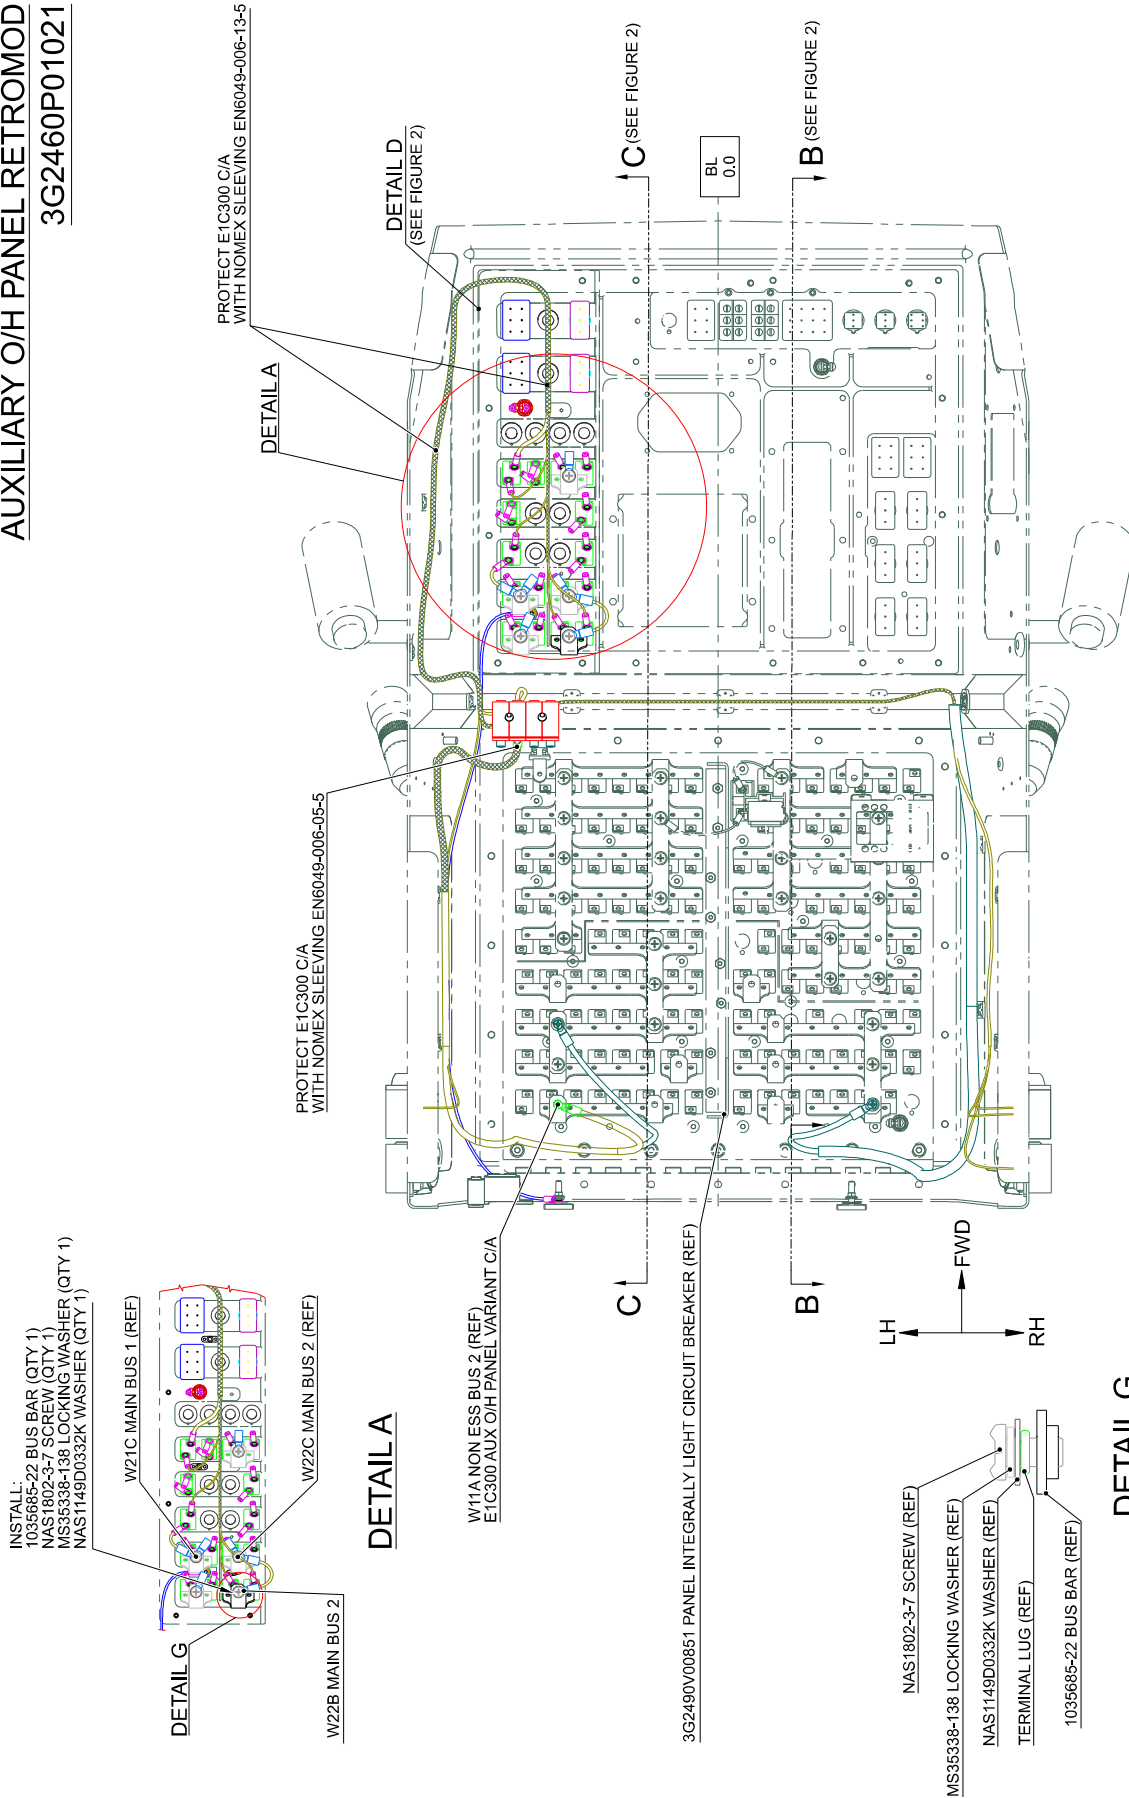 AUXILIARY O/H PANEL RETROMOD
3G2460P01021
PROTECT E1C300 C/A
WITH NOMEX SLEEVING EN6049-006-13-5
DETAIL D
(SEE FIGURE 2)
DETAIL A
C (SEE FIGURE 2)
BL
0.0
B (SEE FIGURE 2)
PROTECT E1C300 C/A
WITH NOMEX SLEEVING EN6049-006-05-5
INSTALL:
1035685-22 BUS BAR (QTY 1)
NAS1802-3-7 SCREW (QTY 1)
MS35338-138 LOCKING WASHER (QTY 1)
NAS1149D0332K WASHER (QTY 1)
W21C MAIN BUS 1 (REF)
W22C MAIN BUS 2 (REF)
DETAIL G
W22B MAIN BUS 2
DETAIL A
W11A NON ESS BUS 2 (REF)
E1C300 AUX O/H PANEL VARIANT C/A
3G2490V00851 PANEL INTEGRALLY LIGHT CIRCUIT BREAKER (REF)
C
B
LH
FWD
RH
NAS1802-3-7 SCREW (REF)
MS35338-138 LOCKING WASHER (REF)
NAS1149D0332K WASHER (REF)
TERMINAL LUG (REF)
1035685-22 BUS BAR (REF)
DETAIL G